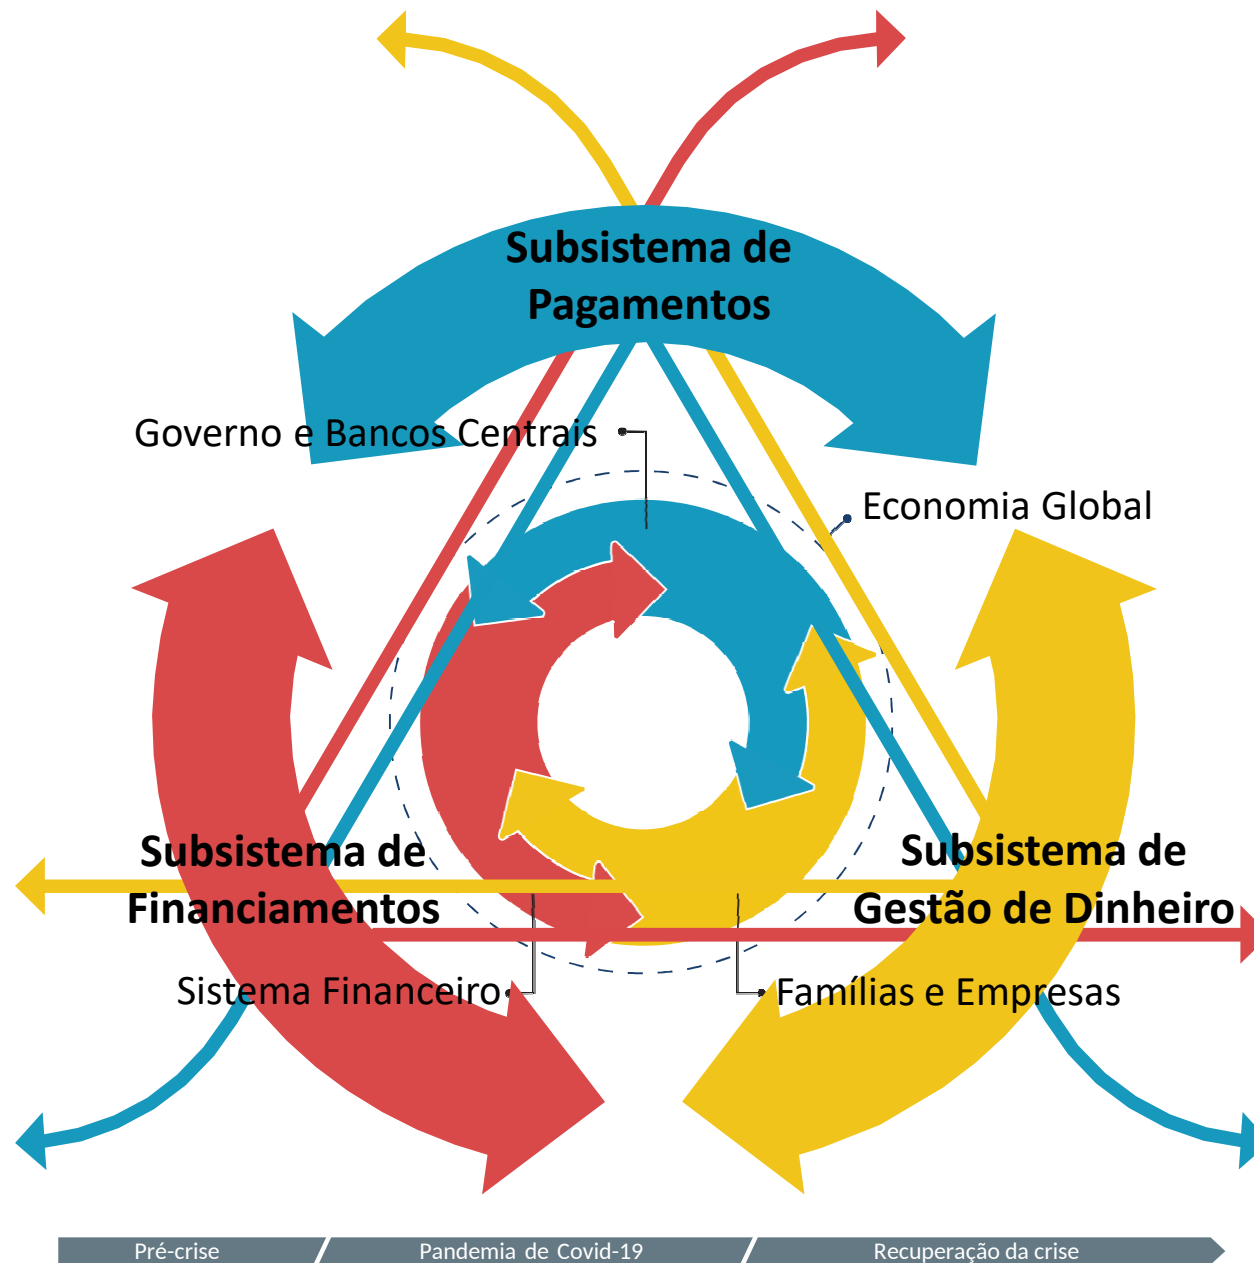 Subsistema de
Pagamentos
Governo e Bancos Centrais
Economia Global
Subsistema de
Financiamentos
Subsistema de
Gestão de Dinheiro
Sistema Financeiro
Famílias e Empresas
Pré-crise
Pandemia de Covid-19
Recuperação da crise